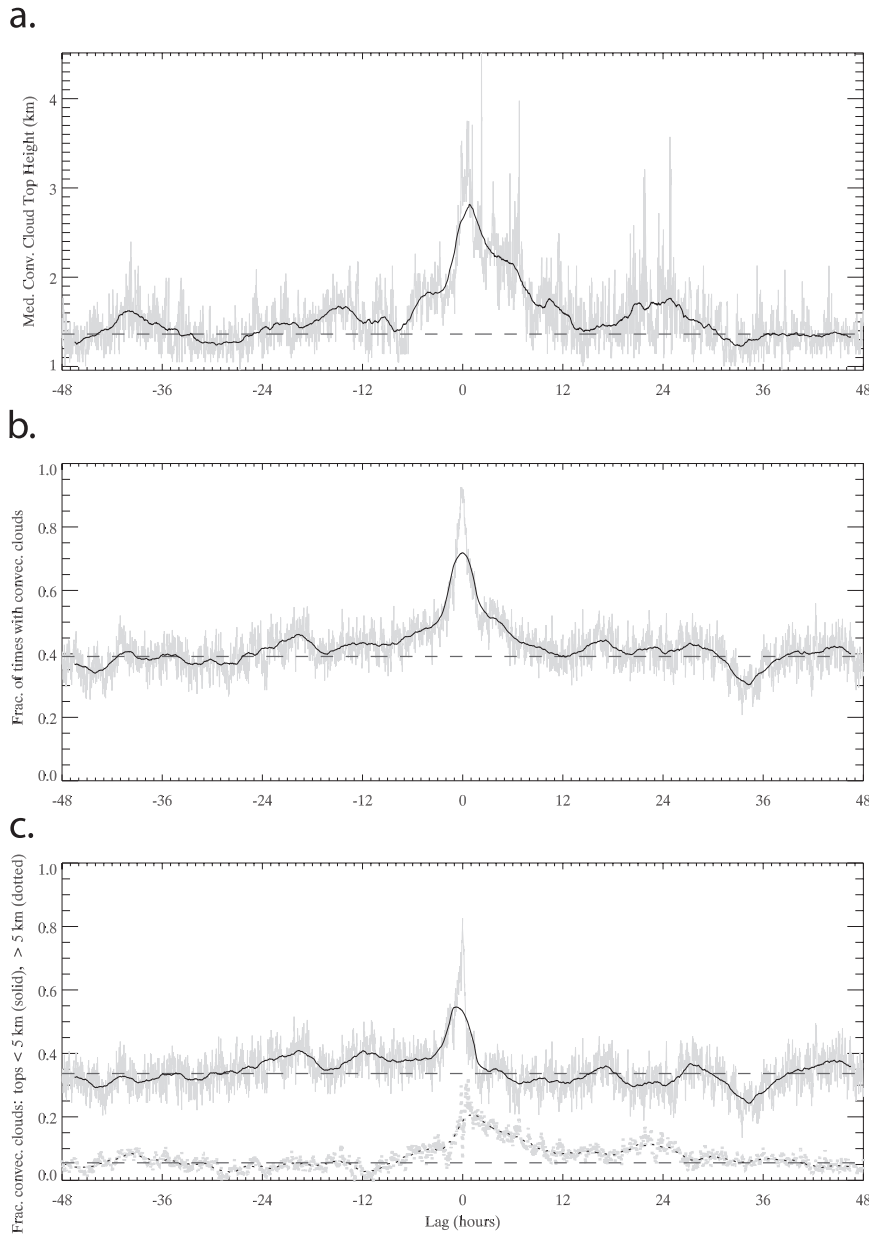 a.
Med. Conv. Cloud Top Height (km)
4
3
2
1
-48 -36 -24 -12 0 12 24 36 48
b.
Frac. of times with convec. clouds
1.0
0.8
0.6
0.4
0.2
0.0
-48 -36 -24 -12 0 12 24 36 48
c.
Frac. convec. clouds: tops < 5 km (solid), > 5 km (dotted)
1.0
0.8
0.6
0.4
0.2
0.0
-48 -36 -24 -12 0 12 24 36 48
Lag (hours)